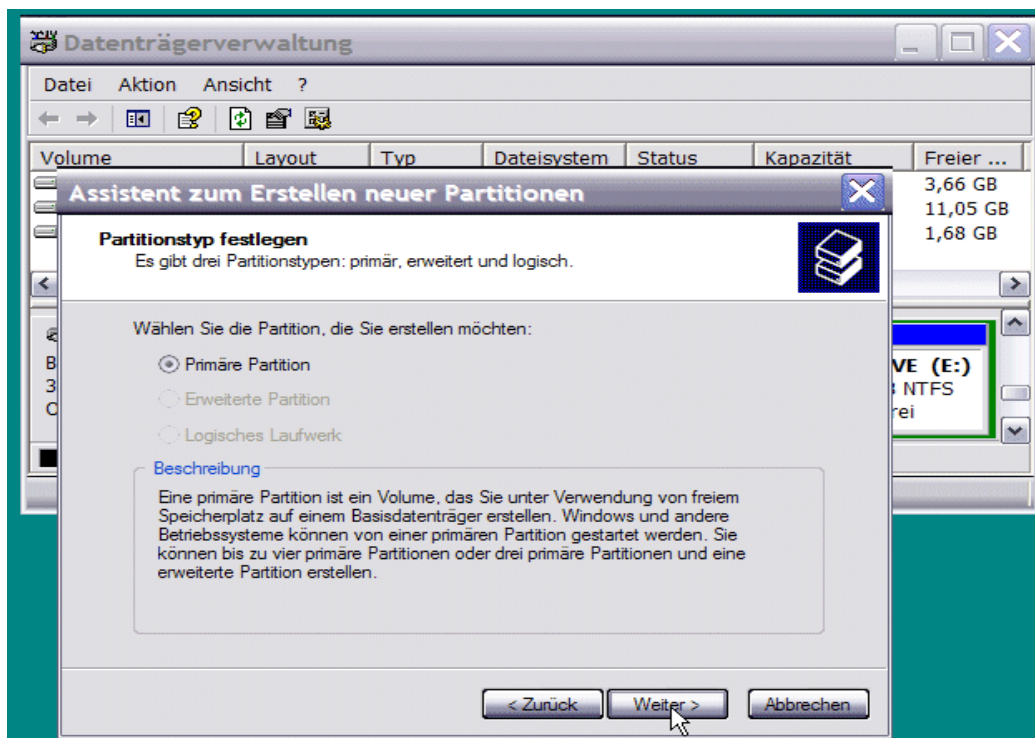 Datenträgerverwaltung
Datei Aktion Ansicht ?
Volume Layout Typ Dateisystem Status Kapazität Freier ...
3,66 GB
11,05 GB
1,68 GB
Assistent zum Erstellen neuer Partitionen
Partitionstyp festlegen
Es gibt drei Partitionstypen: primär, erweitert und logisch.
Wählen Sie die Partition, die Sie erstellen möchten:
Primäre Partition
Erweiterte Partition
Logisches Laufwerk
Beschreibung
Eine primäre Partition ist ein Volume, das Sie unter Verwendung von freiem
Speicherplatz auf einem Basisdatenträger erstellen. Windows und andere
Betriebssysteme können von einer primären Partition gestartet werden. Sie
können bis zu vier primäre Partitionen oder drei primäre Partitionen und eine
erweiterte Partition erstellen.
< Zurück Weiter > Abbrechen
B
3
O
VE (E:)
NTFS
rei